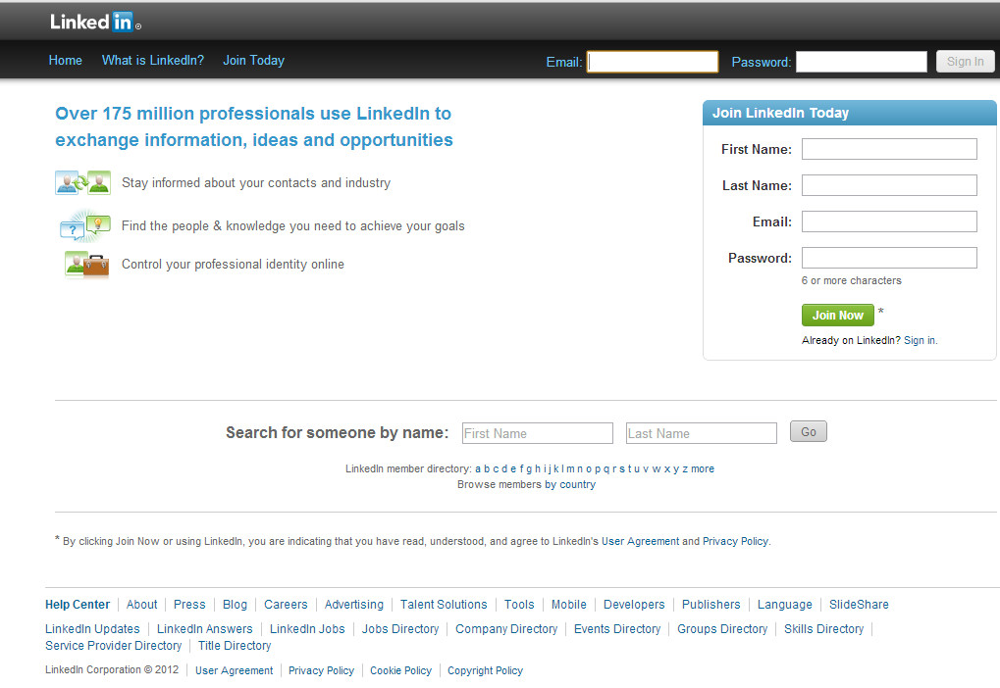 Linked in ®
Home What is LinkedIn? Join Today Email: Password: Sign In
Over 175 million professionals use LinkedIn to
exchange information, ideas and opportunities
Stay informed about your contacts and industry
Find the people & knowledge you need to achieve your goals
Control your professional identity online
Join LinkedIn Today
First Name:
Last Name:
Email:
Password:
6 or more characters
Join Now *
Already on LinkedIn? Sign in.
Search for someone by name: First Name Last Name Go
LinkedIn member directory: a b c d e f g h i j k l m n o p q r s t u v w x y z more
Browse members by country
* By clicking Join Now or using LinkedIn, you are indicating that you have read, understood, and agree to LinkedIn's User Agreement and Privacy Policy.
Help Center About Press Blog Careers Advertising Talent Solutions Tools Mobile Developers Publishers Language SlideShare
LinkedIn Updates LinkedIn Answers LinkedIn Jobs Jobs Directory Company Directory Events Directory Groups Directory Skills Directory
Service Provider Directory Title Directory
LinkedIn Corporation © 2012 User Agreement Privacy Policy Cookie Policy Copyright Policy